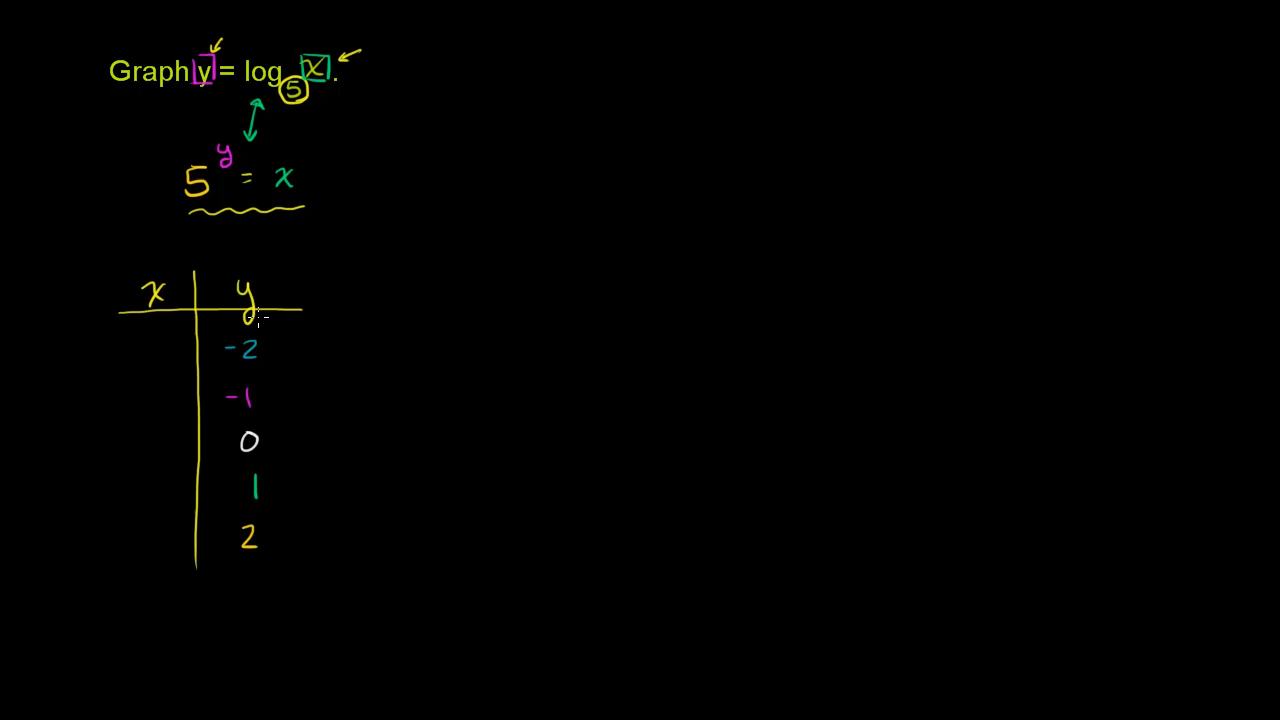 Graph y = log₅ x.
5^y = x
x y
-2
-1
0
1
2